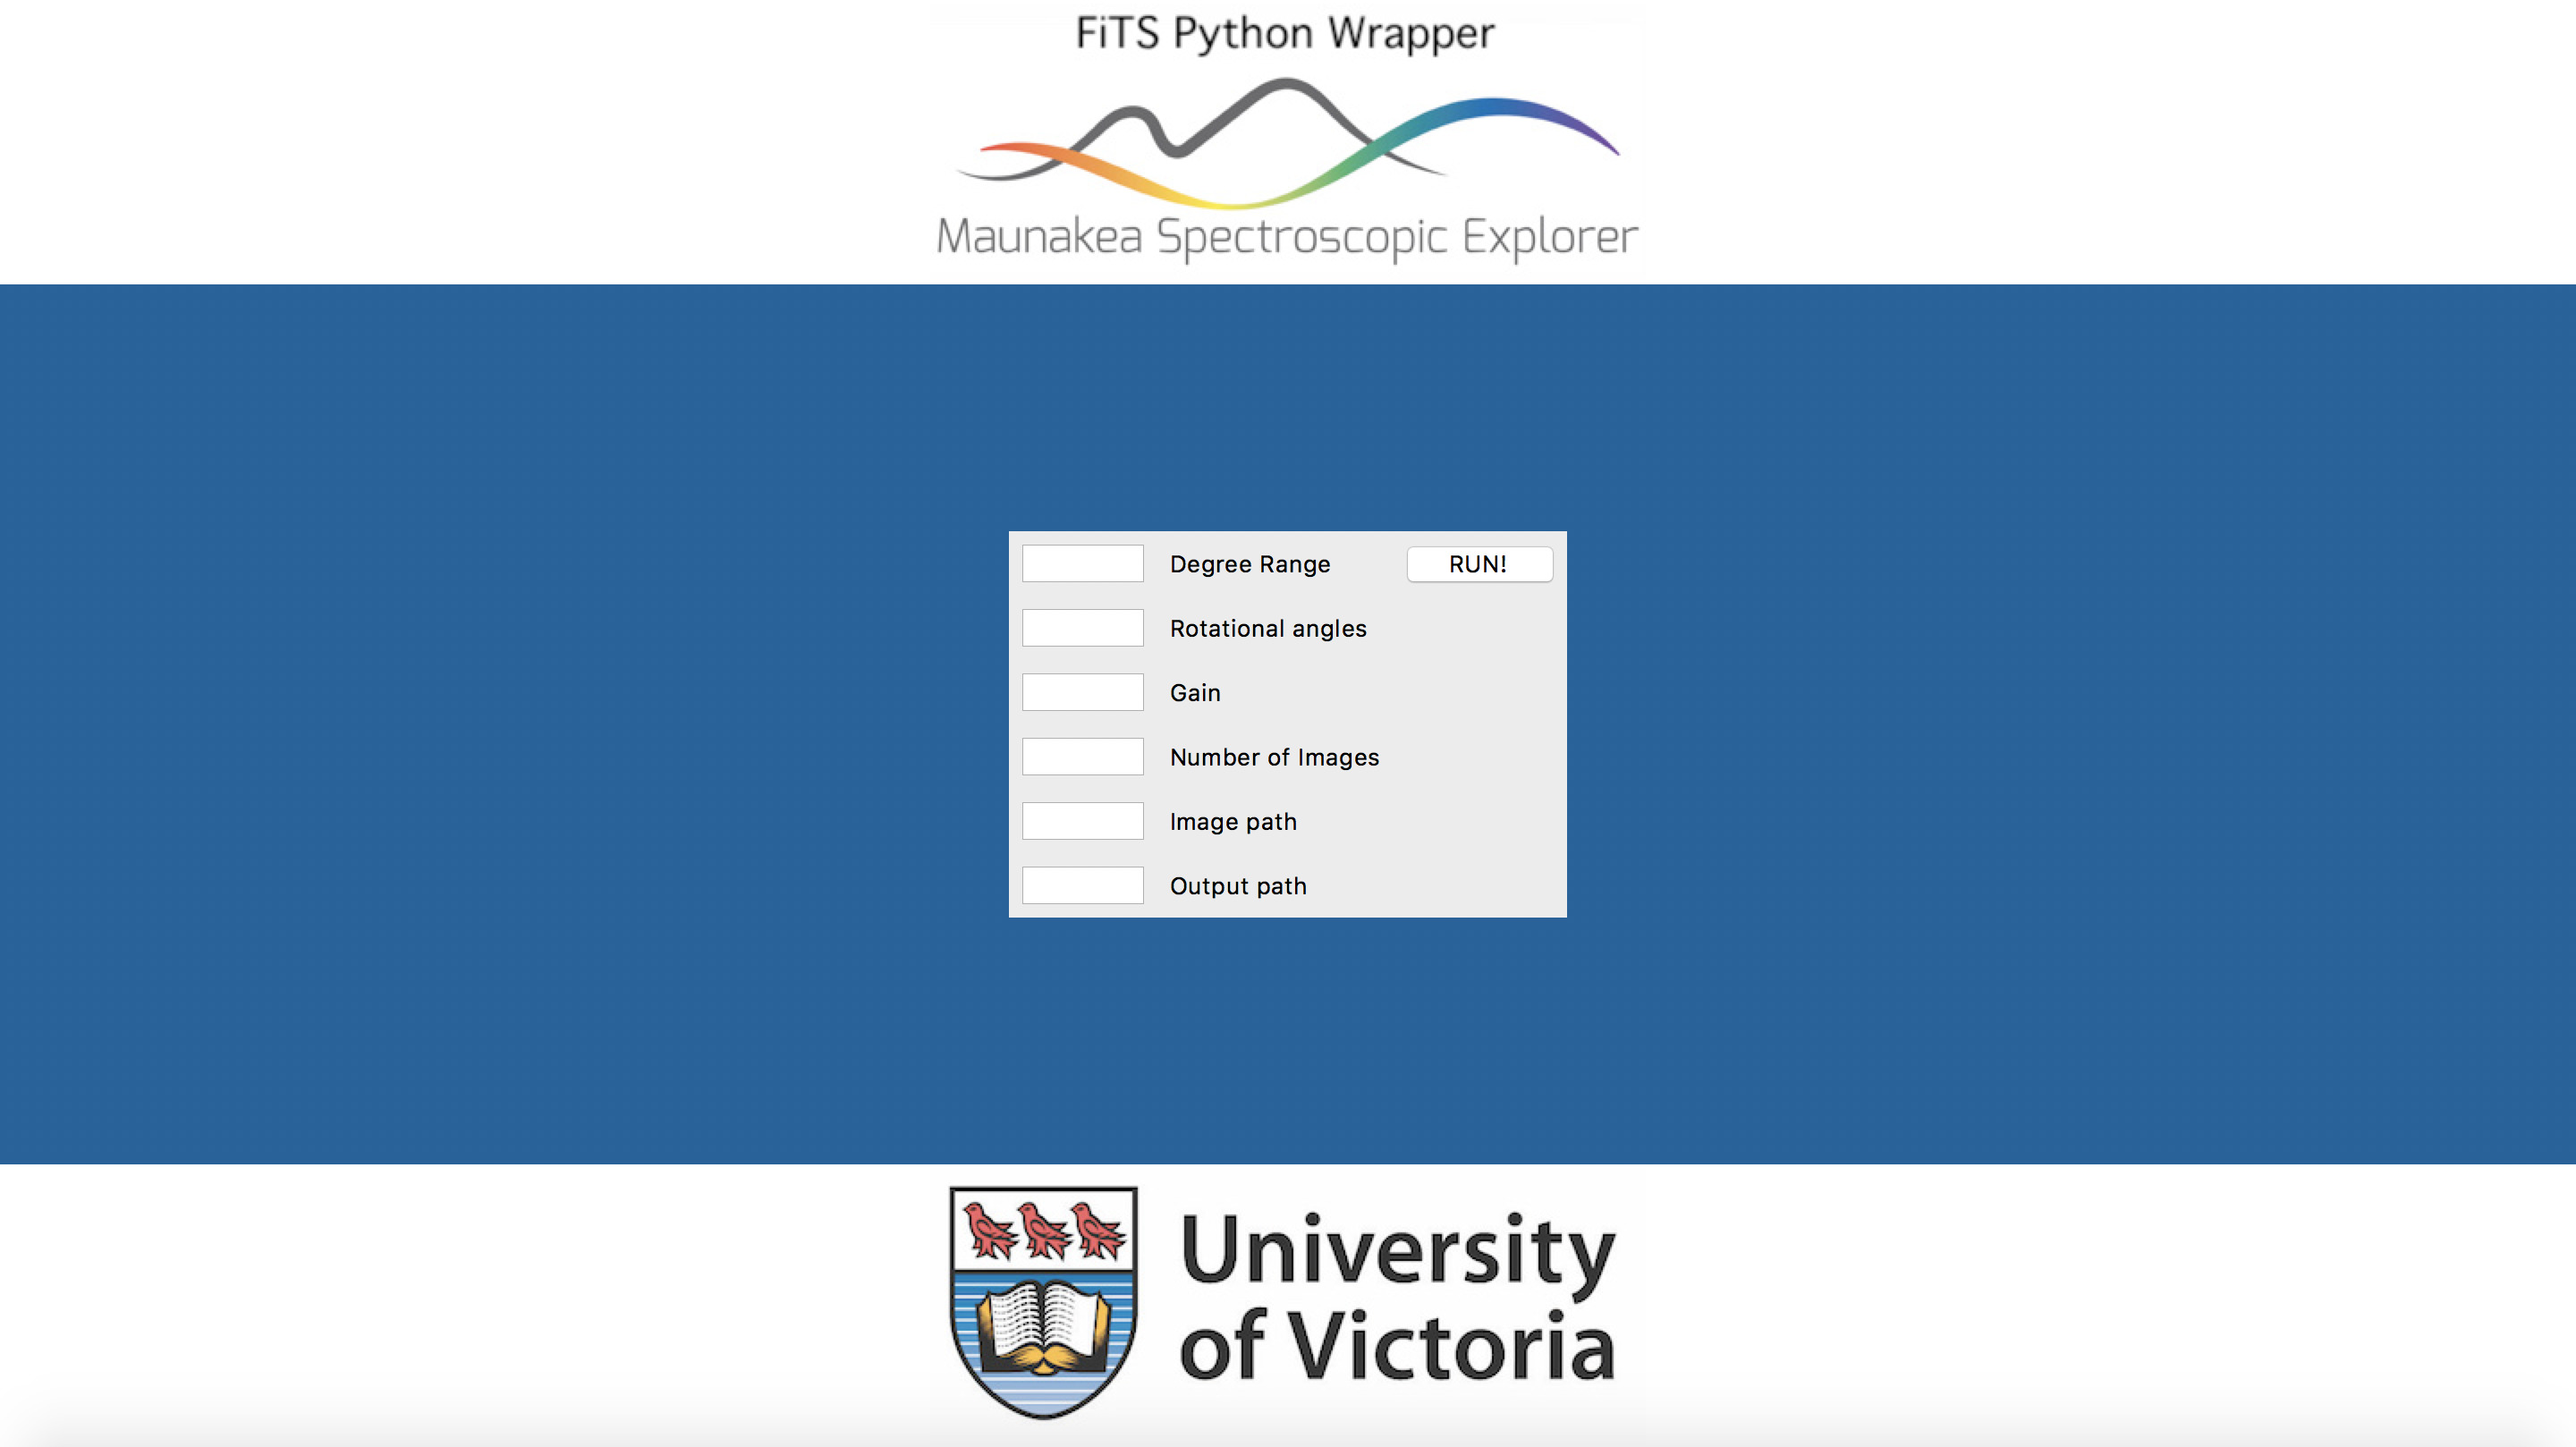 FiTS Python Wrapper
Maunakea Spectroscopic Explorer
Degree Range
RUN!
Rotational angles
Gain
Number of Images
Image path
Output path
University
of Victoria